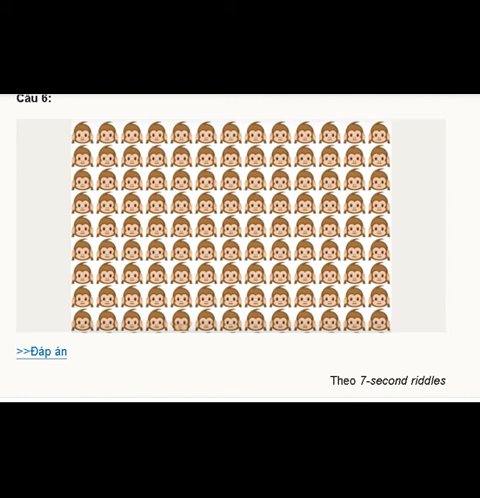 Câu 6:
>>Đáp án
Theo 7-second riddles